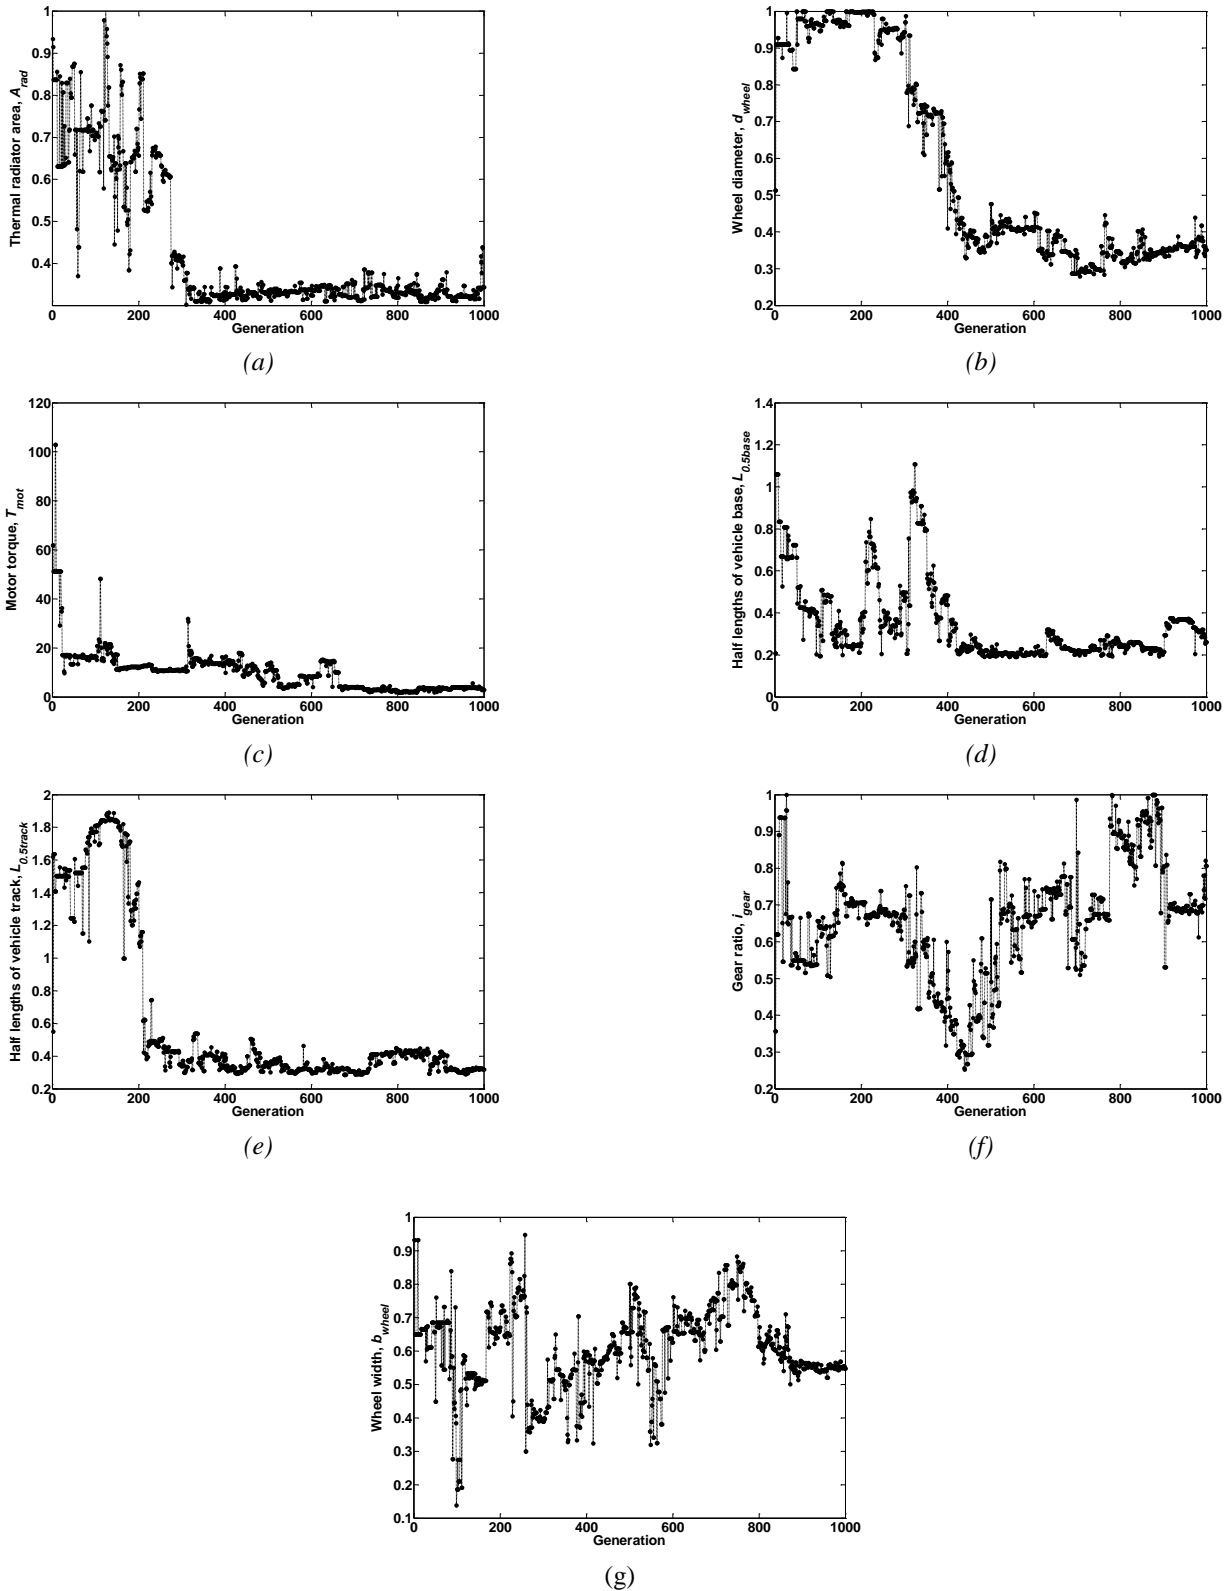 1
0.9
0.8
0.7
0.6
0.5
0.4
Thermal radiator area, A_rad
0 200 400 600 800 1000
Generation
(a)
1
0.9
0.8
0.7
0.6
0.5
0.4
0.3
0.2
Wheel diameter, d_wheel
0 200 400 600 800 1000
Generation
(b)
120
100
80
60
40
20
0
Motor torque, T_mot
0 200 400 600 800 1000
Generation
(c)
1.4
1.2
1
0.8
0.6
0.4
0.2
0
Half lengths of vehicle base, L_0.5base
0 200 400 600 800 1000
Generation
(d)
2
1.8
1.6
1.4
1.2
1
0.8
0.6
0.4
0.2
Half lengths of vehicle track, L_0.5track
0 200 400 600 800 1000
Generation
(e)
1
0.9
0.8
0.7
0.6
0.5
0.4
0.3
0.2
Gear ratio, i_gear
0 200 400 600 800 1000
Generation
(f)
1
0.9
0.8
0.7
0.6
0.5
0.4
0.3
0.2
0.1
Wheel width, b_wheel
0 200 400 600 800 1000
Generation
(g)